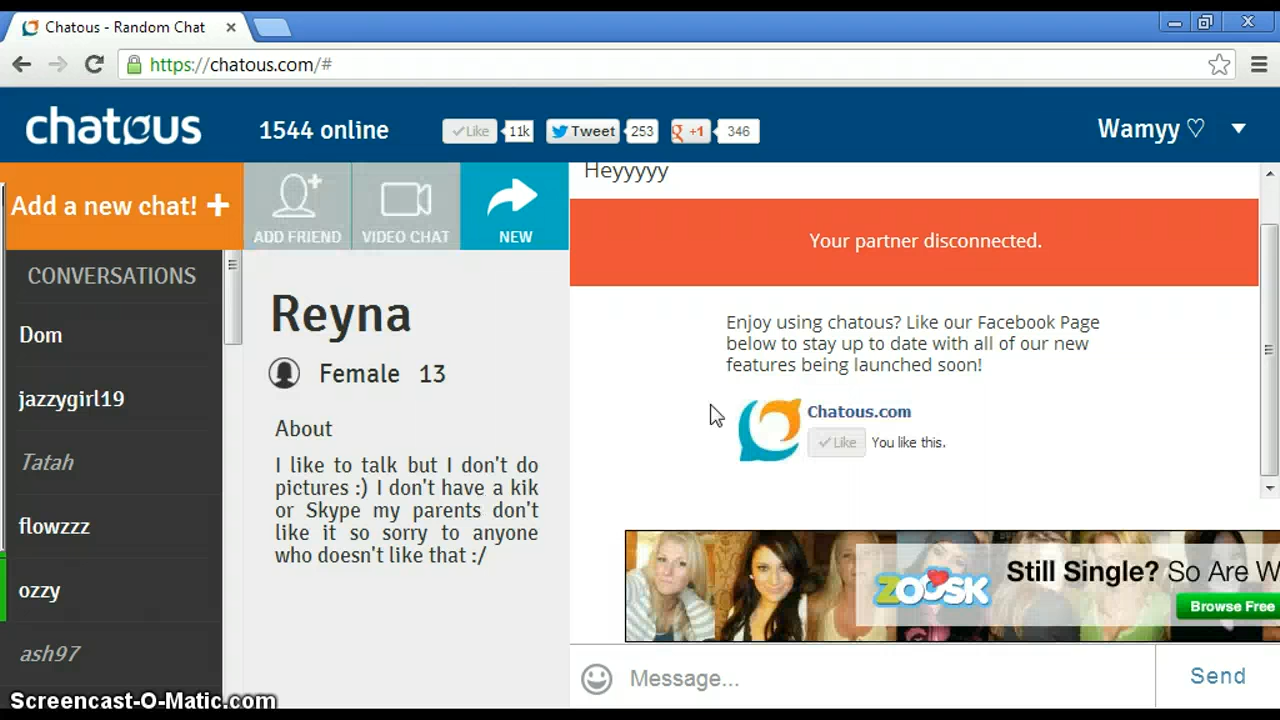 Chatous - Random Chat
https://chatous.com/#
chatous
1544 online
Like
11k
Tweet
253
+1
346
Wamyy ♡
Add a new chat! +
ADD FRIEND
VIDEO CHAT
NEW
Heyyyyy
Your partner disconnected.
CONVERSATIONS
Dom
jazzygirl19
Tatah
flowzzz
ozzy
ash97
Reyna
Female 13
About
I like to talk but I don't do
pictures :) I don't have a kik
or Skype my parents don't
like it so sorry to anyone
who doesn't like that :/
Enjoy using chatous? Like our Facebook Page
below to stay up to date with all of our new
features being launched soon!
Chatous.com
Like
You like this.
ZOOSK
Still Single? So Are W
Browse Free
Message...
Send
Screencast-O-Matic.com